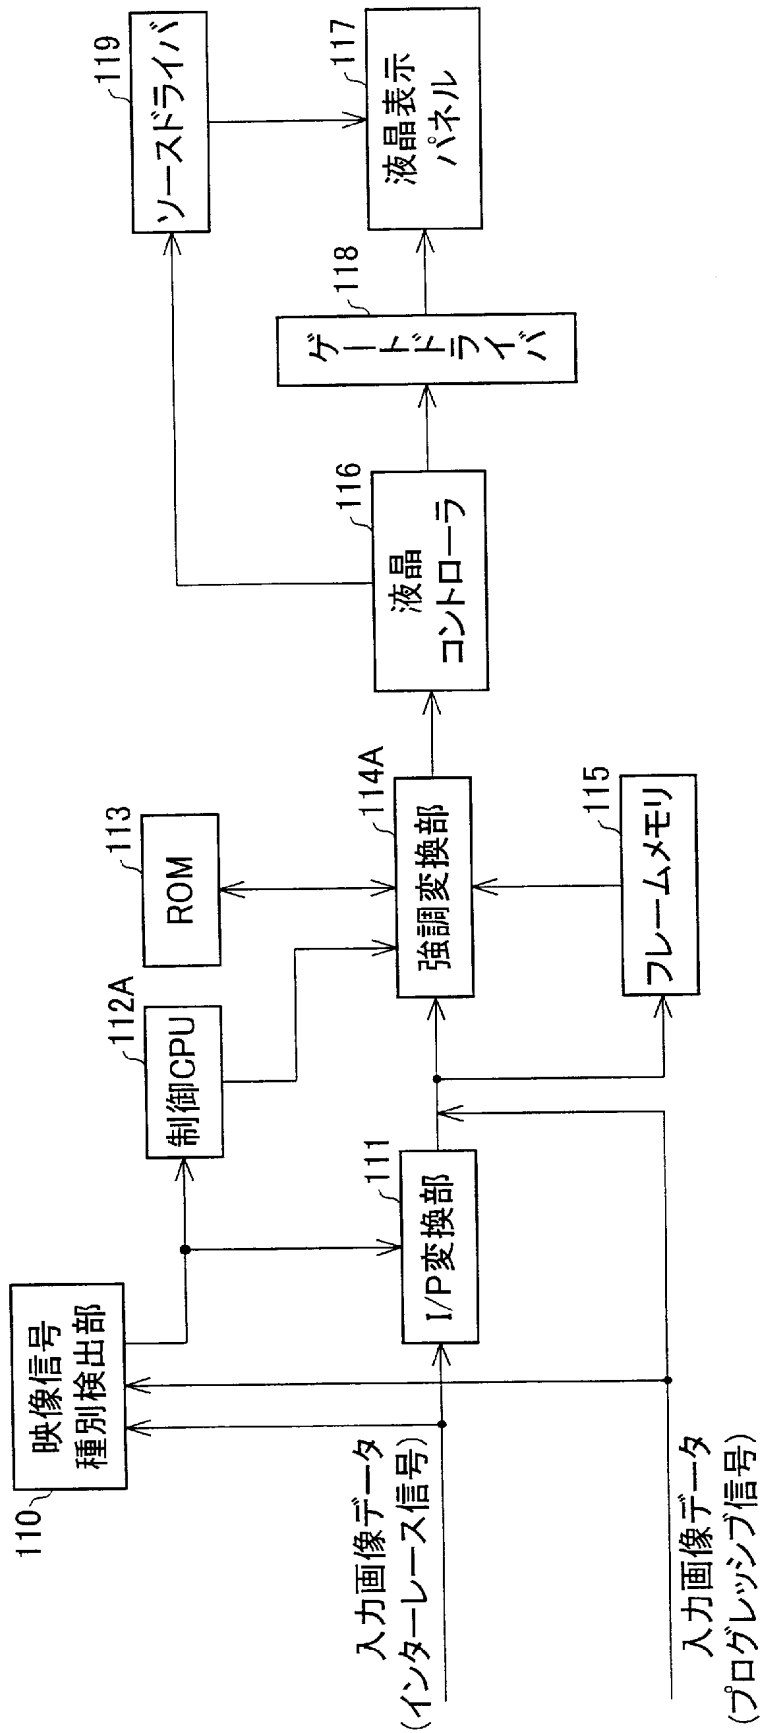 110
映像信号
種別検出部
入力画像データ
(インターレース信号)
入力画像データ
(プログレッシブ信号)
111
I/P変換部
112A
制御CPU
113
ROM
114A
強調変換部
115
フレームメモリ
116
液晶
コントローラ
118
ゲートドライバ
119
ソースドライバ
117
液晶表示
パネル